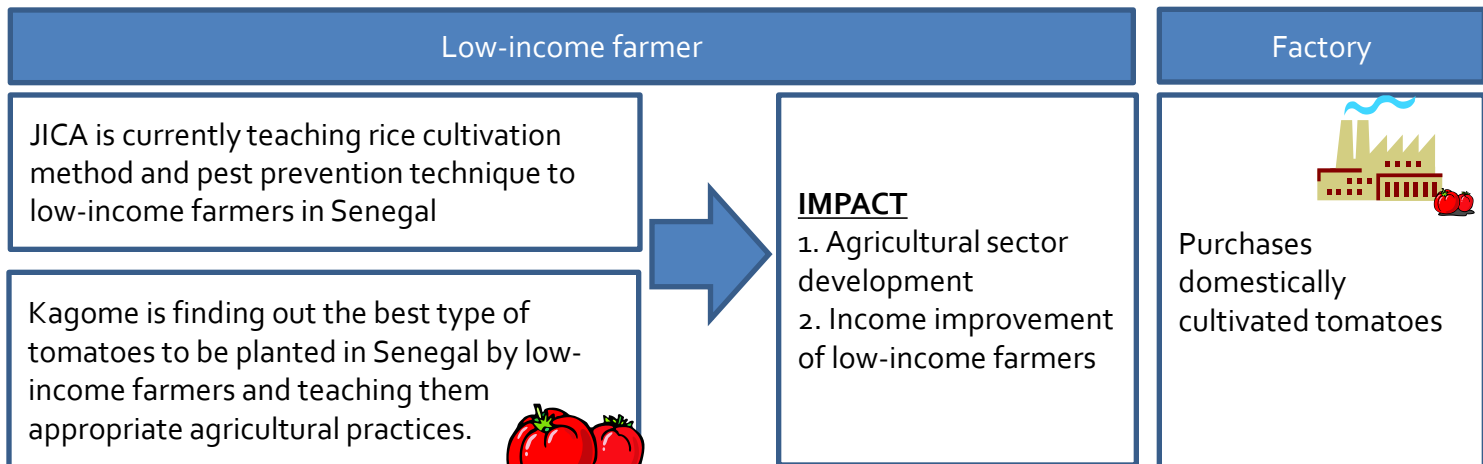 Low-income farmer
Factory
JICA is currently teaching rice cultivation
method and pest prevention technique to
low-income farmers in Senegal
Kagome is finding out the best type of
tomatoes to be planted in Senegal by low-
income farmers and teaching them
appropriate agricultural practices.
IMPACT
1. Agricultural sector
development
2. Income improvement
of low-income farmers
Purchases
domestically
cultivated tomatoes